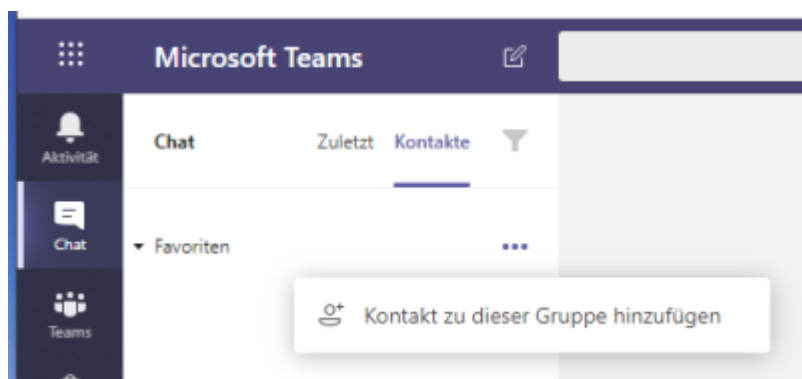 Microsoft Teams
Aktivität
Chat Zuletzt Kontakte
Chat
Favoriten
Kontakt zu dieser Gruppe hinzufügen
Teams